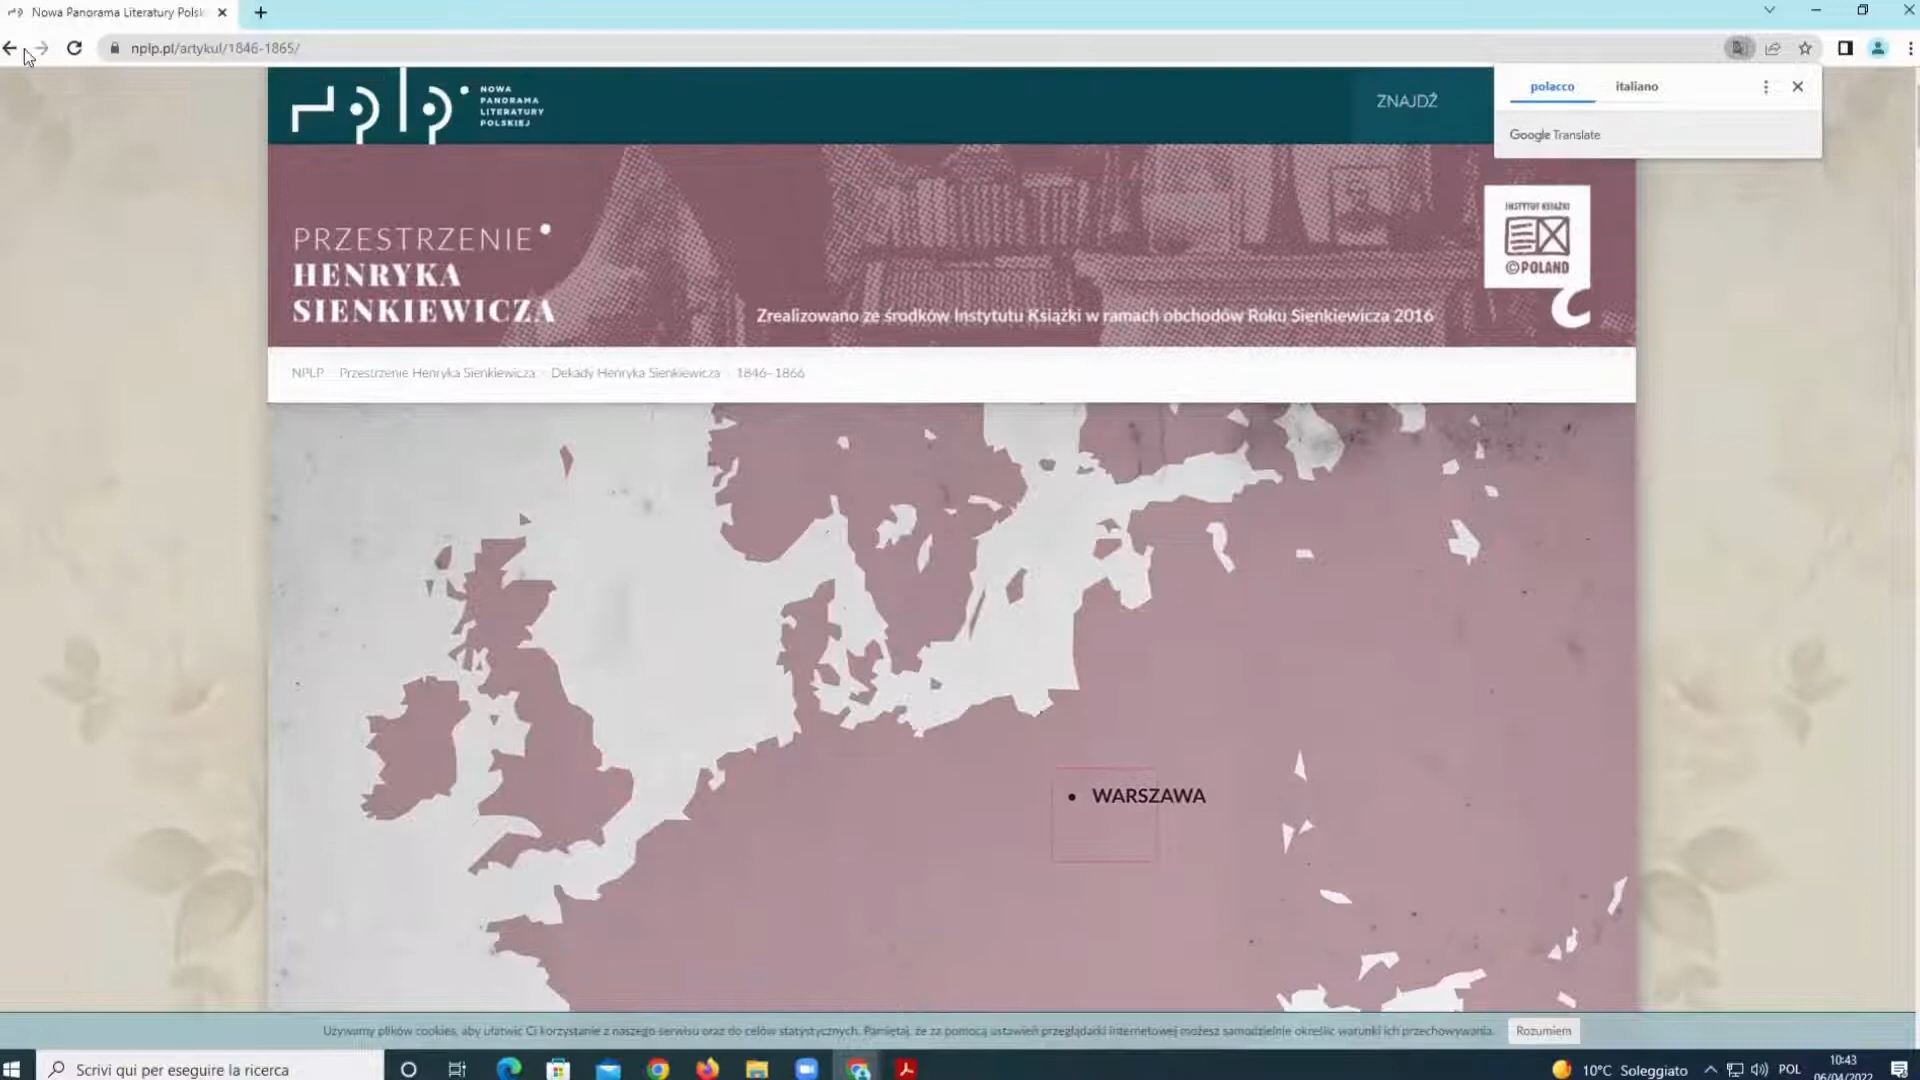 Nowa Panorama Literatury Polsk
nplp.pl/artykul/1846-1865/
polacco italiano
Google Translate
NOWA
PANORAMA
LITERATURY
POLSKIEJ
ZNAJDŹ
PRZESTRZENIE
HENRYKA
SIENKIEWICZA
INSTYTUT KSIĄŻKI
©POLAND
Zrealizowano ze środków Instytutu Książki w ramach obchodów Roku Sienkiewicza 2016
NPLP Przestrzenie Henryka Sienkiewicza Dekady Henryka Sienkiewicza 1846-1866
WARSZAWA
Używamy plików cookies, aby ułatwić Ci korzystanie z naszego serwisu oraz do celów statystycznych. Pamiętaj, że za pomocą ustawień przeglądarki internetowej możesz samodzielnie określić warunki ich przechowywania. Rozumiem
Scrivi qui per eseguire la ricerca
10°C Soleggiato
POL
10:43
06/04/2022